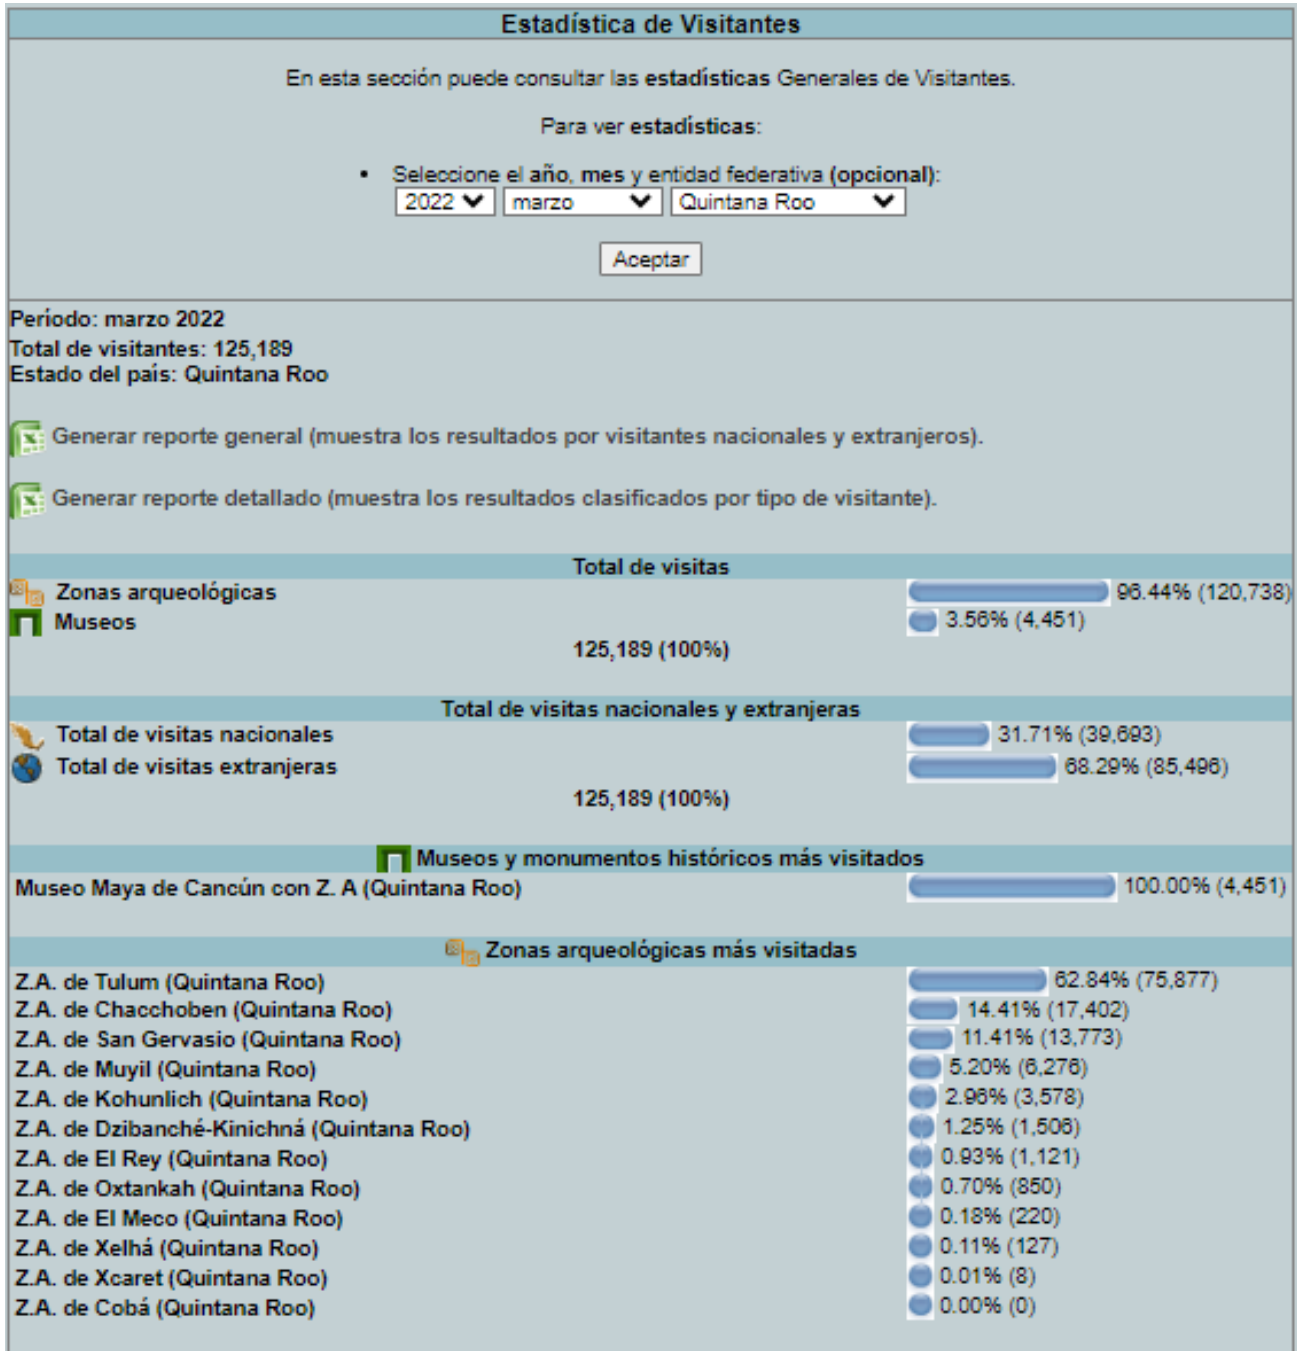 Estadística de Visitantes
En esta sección puede consultar las estadísticas Generales de Visitantes.
Para ver estadísticas:
• Seleccione el año, mes y entidad federativa (opcional):
2022 marzo Quintana Roo
Aceptar
Período: marzo 2022
Total de visitantes: 125,189
Estado del país: Quintana Roo
Generar reporte general (muestra los resultados por visitantes nacionales y extranjeros).
Generar reporte detallado (muestra los resultados clasificados por tipo de visitante).
Total de visitas
Zonas arqueológicas 96.44% (120,738)
Museos 3.56% (4,451)
125,189 (100%)
Total de visitas nacionales y extranjeras
Total de visitas nacionales 31.71% (39,693)
Total de visitas extranjeras 68.29% (85,496)
125,189 (100%)
Museos y monumentos históricos más visitados
Museo Maya de Cancún con Z. A (Quintana Roo) 100.00% (4,451)
Zonas arqueológicas más visitadas
Z.A. de Tulum (Quintana Roo) 62.84% (75,877)
Z.A. de Chacchoben (Quintana Roo) 14.41% (17,402)
Z.A. de San Gervasio (Quintana Roo) 11.41% (13,773)
Z.A. de Muyil (Quintana Roo) 5.20% (6,276)
Z.A. de Kohunlich (Quintana Roo) 2.96% (3,578)
Z.A. de Dzibanché-Kinichná (Quintana Roo) 1.25% (1,506)
Z.A. de El Rey (Quintana Roo) 0.93% (1,121)
Z.A. de Oxtankah (Quintana Roo) 0.70% (850)
Z.A. de El Meco (Quintana Roo) 0.18% (220)
Z.A. de Xelhá (Quintana Roo) 0.11% (127)
Z.A. de Xcaret (Quintana Roo) 0.01% (8)
Z.A. de Cobá (Quintana Roo) 0.00% (0)